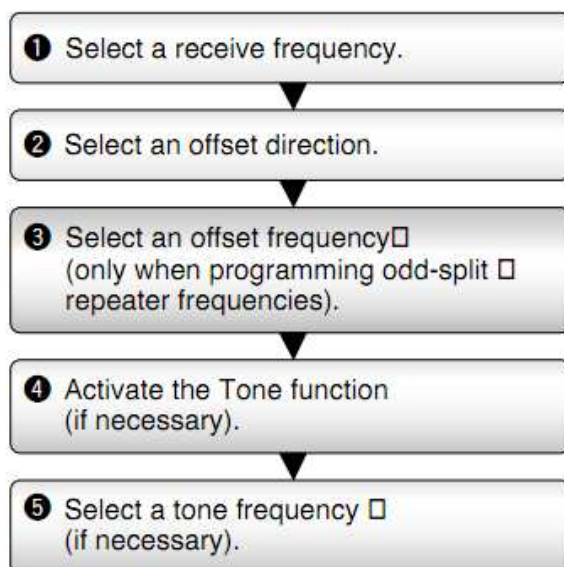 ❶ Select a receive frequency.
❷ Select an offset direction.
❸ Select an offset frequency□
(only when programming odd-split □
repeater frequencies).
❹ Activate the Tone function
(if necessary).
❺ Select a tone frequency □
(if necessary).